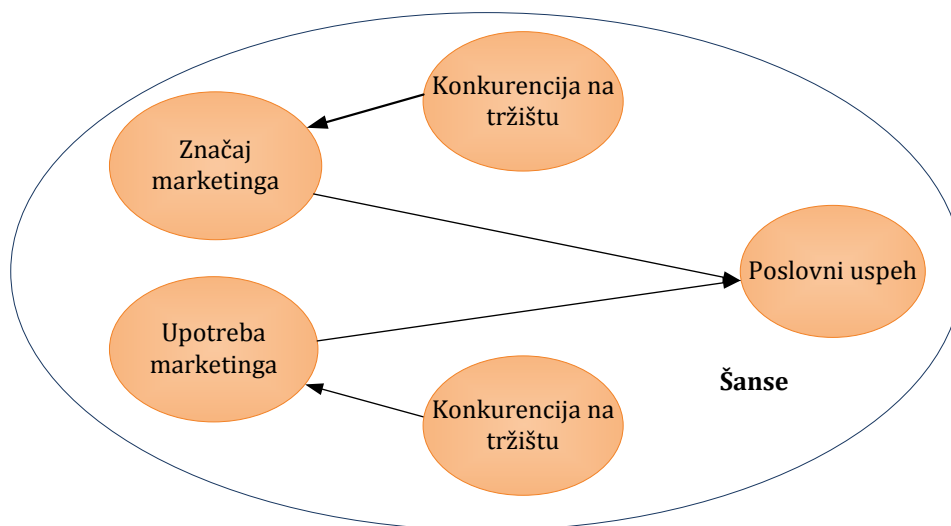 Konkurencija na
tržištu
Značaj
marketinga
Poslovni uspeh
Upotreba
marketinga
Šanse
Konkurencija na
tržištu